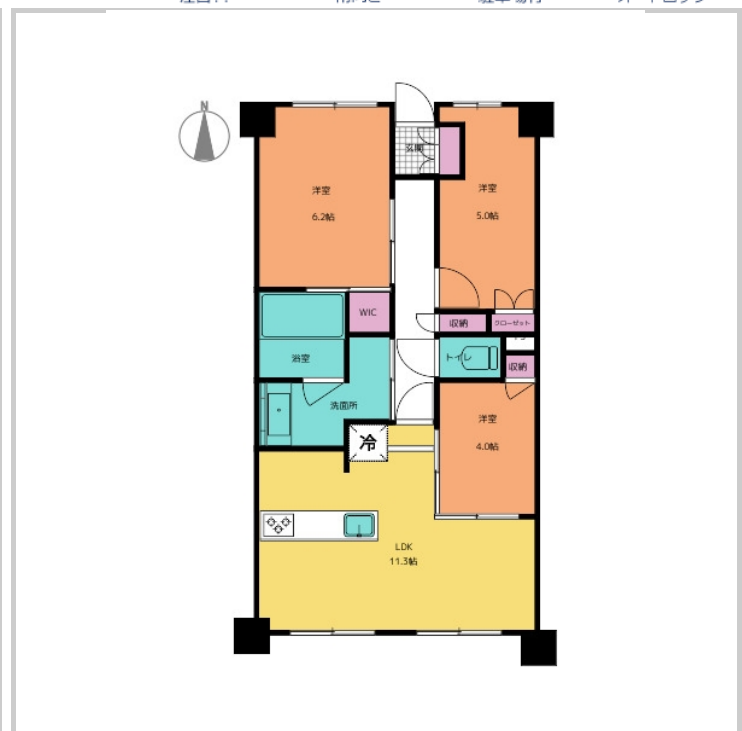 N
玄関
洋室
6.2帖
洋室
5.0帖
WIC
収納
クローゼット
浴室
トイレ
収納
洗面所
洋室
4.0帖
冷
LDK
11.3帖